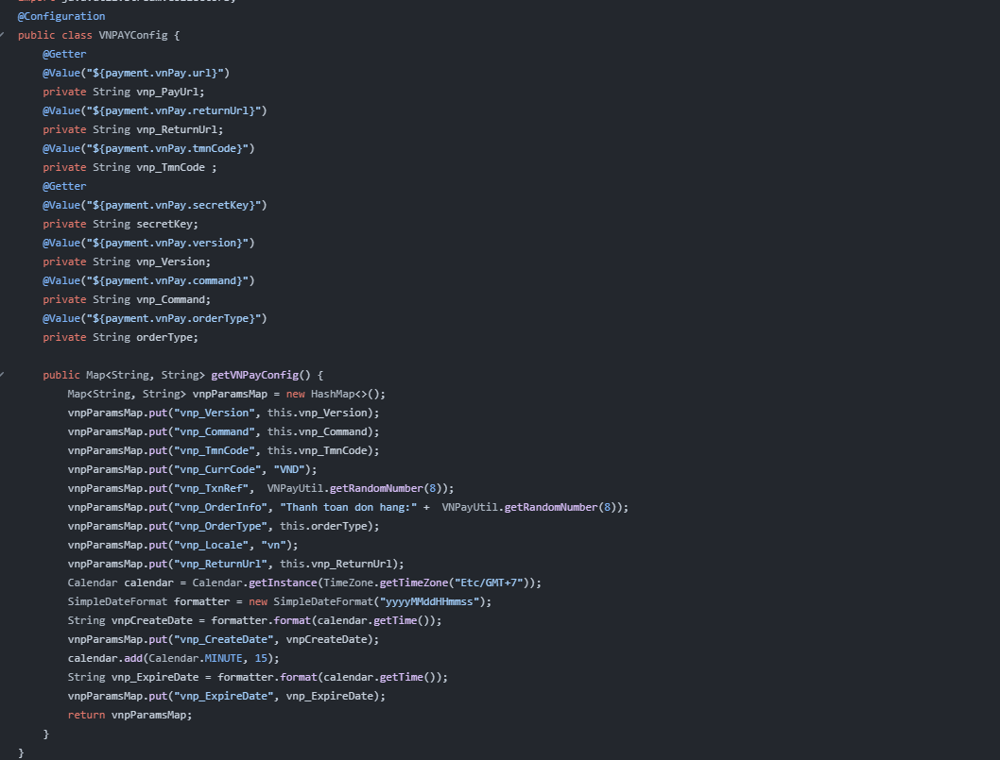 import java.util.stream.Collectors;
@Configuration
public class VNPAYConfig {
    @Getter
    @Value("${payment.vnPay.url}")
    private String vnp_PayUrl;
    @Value("${payment.vnPay.returnUrl}")
    private String vnp_ReturnUrl;
    @Value("${payment.vnPay.tmnCode}")
    private String vnp_TmnCode ;
    @Getter
    @Value("${payment.vnPay.secretKey}")
    private String secretKey;
    @Value("${payment.vnPay.version}")
    private String vnp_Version;
    @Value("${payment.vnPay.command}")
    private String vnp_Command;
    @Value("${payment.vnPay.orderType}")
    private String orderType;

    public Map<String, String> getVNPayConfig() {
        Map<String, String> vnpParamsMap = new HashMap<>();
        vnpParamsMap.put("vnp_Version", this.vnp_Version);
        vnpParamsMap.put("vnp_Command", this.vnp_Command);
        vnpParamsMap.put("vnp_TmnCode", this.vnp_TmnCode);
        vnpParamsMap.put("vnp_CurrCode", "VND");
        vnpParamsMap.put("vnp_TxnRef",  VNPayUtil.getRandomNumber(8));
        vnpParamsMap.put("vnp_OrderInfo", "Thanh toan don hang:" +  VNPayUtil.getRandomNumber(8));
        vnpParamsMap.put("vnp_OrderType", this.orderType);
        vnpParamsMap.put("vnp_Locale", "vn");
        vnpParamsMap.put("vnp_ReturnUrl", this.vnp_ReturnUrl);
        Calendar calendar = Calendar.getInstance(TimeZone.getTimeZone("Etc/GMT+7"));
        SimpleDateFormat formatter = new SimpleDateFormat("yyyyMMddHHmmss");
        String vnpCreateDate = formatter.format(calendar.getTime());
        vnpParamsMap.put("vnp_CreateDate", vnpCreateDate);
        calendar.add(Calendar.MINUTE, 15);
        String vnp_ExpireDate = formatter.format(calendar.getTime());
        vnpParamsMap.put("vnp_ExpireDate", vnp_ExpireDate);
        return vnpParamsMap;
    }
}